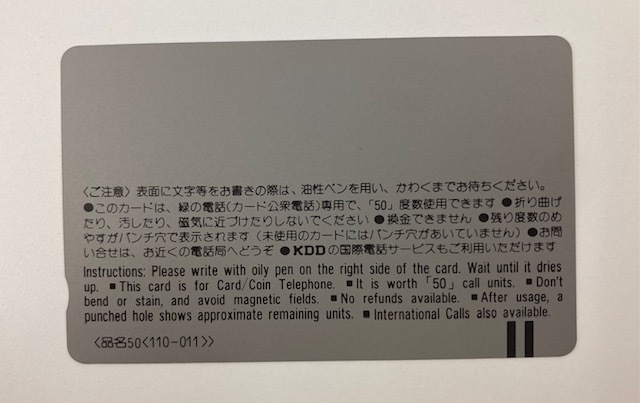 〈ご注意〉表面に文字等をお書きの際は、油性ペンを用い、かわくまでお待ちください。
●このカードは、緑の電話(カード公衆電話)専用で、「50」度数使用できます ●折り曲げ
たり、汚したり、磁気に近づけたりしないでください ●換金できません ●残り度数のめ
やすがパンチ穴で表示されます(未使用のカードにはパンチ穴があいていません) ●お問
い合せは、お近くの電話局へどうぞ ●KDDの国際電話サービスもご利用いただけます
Instructions: Please write with oily pen on the right side of the card. Wait until it dries
up. ■ This card is for Card/Coin Telephone. ■ It is worth「50」call units. ■ Don't
bend or stain, and avoid magnetic fields. ■ No refunds available. ■ After usage, a
punched hole shows approximate remaining units. ■ International Calls also available.
〈品名50〈110-011〉〉